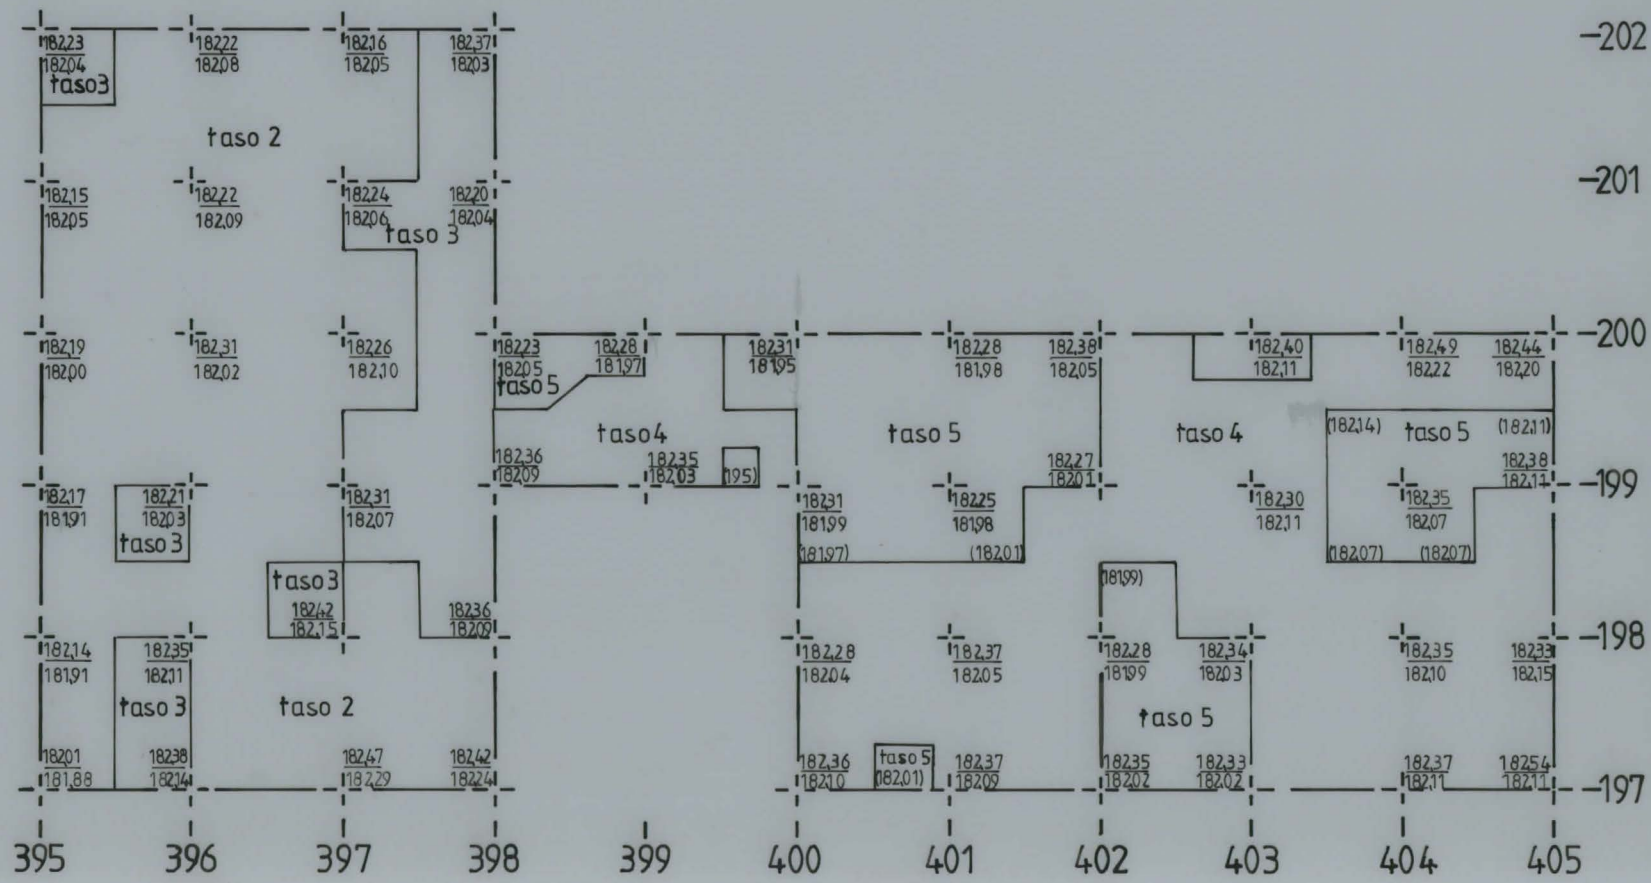 182,23 182,22 182,16 182,37 –202
182,04 182,08 182,05 182,03
taso3
taso 2
–201
182,15 182,22 182,24 182,20
182,05 182,09 182,06 182,04
taso 3
–200
182,19 182,31 182,26 182,23 182,28 182,31 182,28 182,38 182,40 182,49 182,44
182,00 182,02 182,10 182,05 181,97 181,95 181,98 182,05 182,11 182,22 182,20
taso 5
taso4 taso 5 taso 4 (182,14) taso 5 (182,11)
182,36 182,35 182,27 182,38
182,09 182,03 (195) 182,01 182,11
–199
182,17 182,21 182,31 182,31 182,25 182,30 182,35
181,91 182,03 182,07 181,99 181,98 182,11 182,07
taso 3 (181,97) (182,01) (182,07) (182,07)
taso3 (181,99)
182,42 182,36
182,15 182,09
–198
182,14 182,35 182,28 182,37 182,28 182,34 182,35 182,33
181,91 182,11 182,04 182,05 181,99 182,03 182,10 182,15
taso 3 taso 2 taso 5
182,01 182,38 182,47 182,42 182,36 taso5 182,37 182,35 182,33 182,37 182,54
181,88 182,14 182,29 182,24 182,10 (182,01) 182,09 182,02 182,02 182,11 182,11
–197
395 396 397 398 399 400 401 402 403 404 405